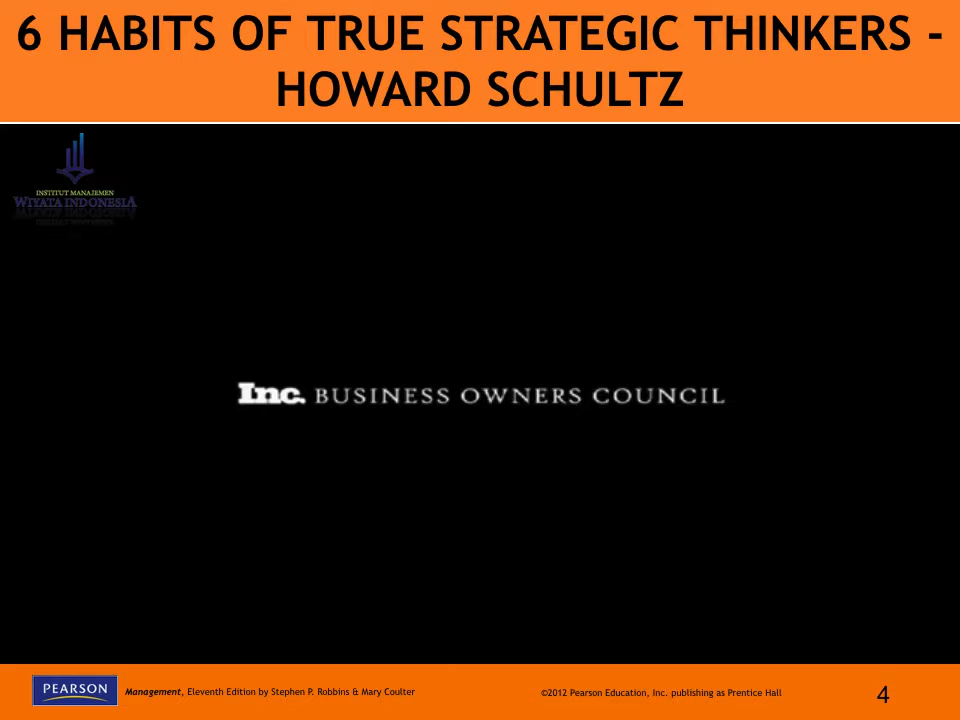 6 HABITS OF TRUE STRATEGIC THINKERS -
HOWARD SCHULTZ
INSTITUT MANAJEMEN
WIYATA INDONESIA
Inc. BUSINESS OWNERS COUNCIL
PEARSON
Management, Eleventh Edition by Stephen P. Robbins & Mary Coulter
©2012 Pearson Education, Inc. publishing as Prentice Hall
4